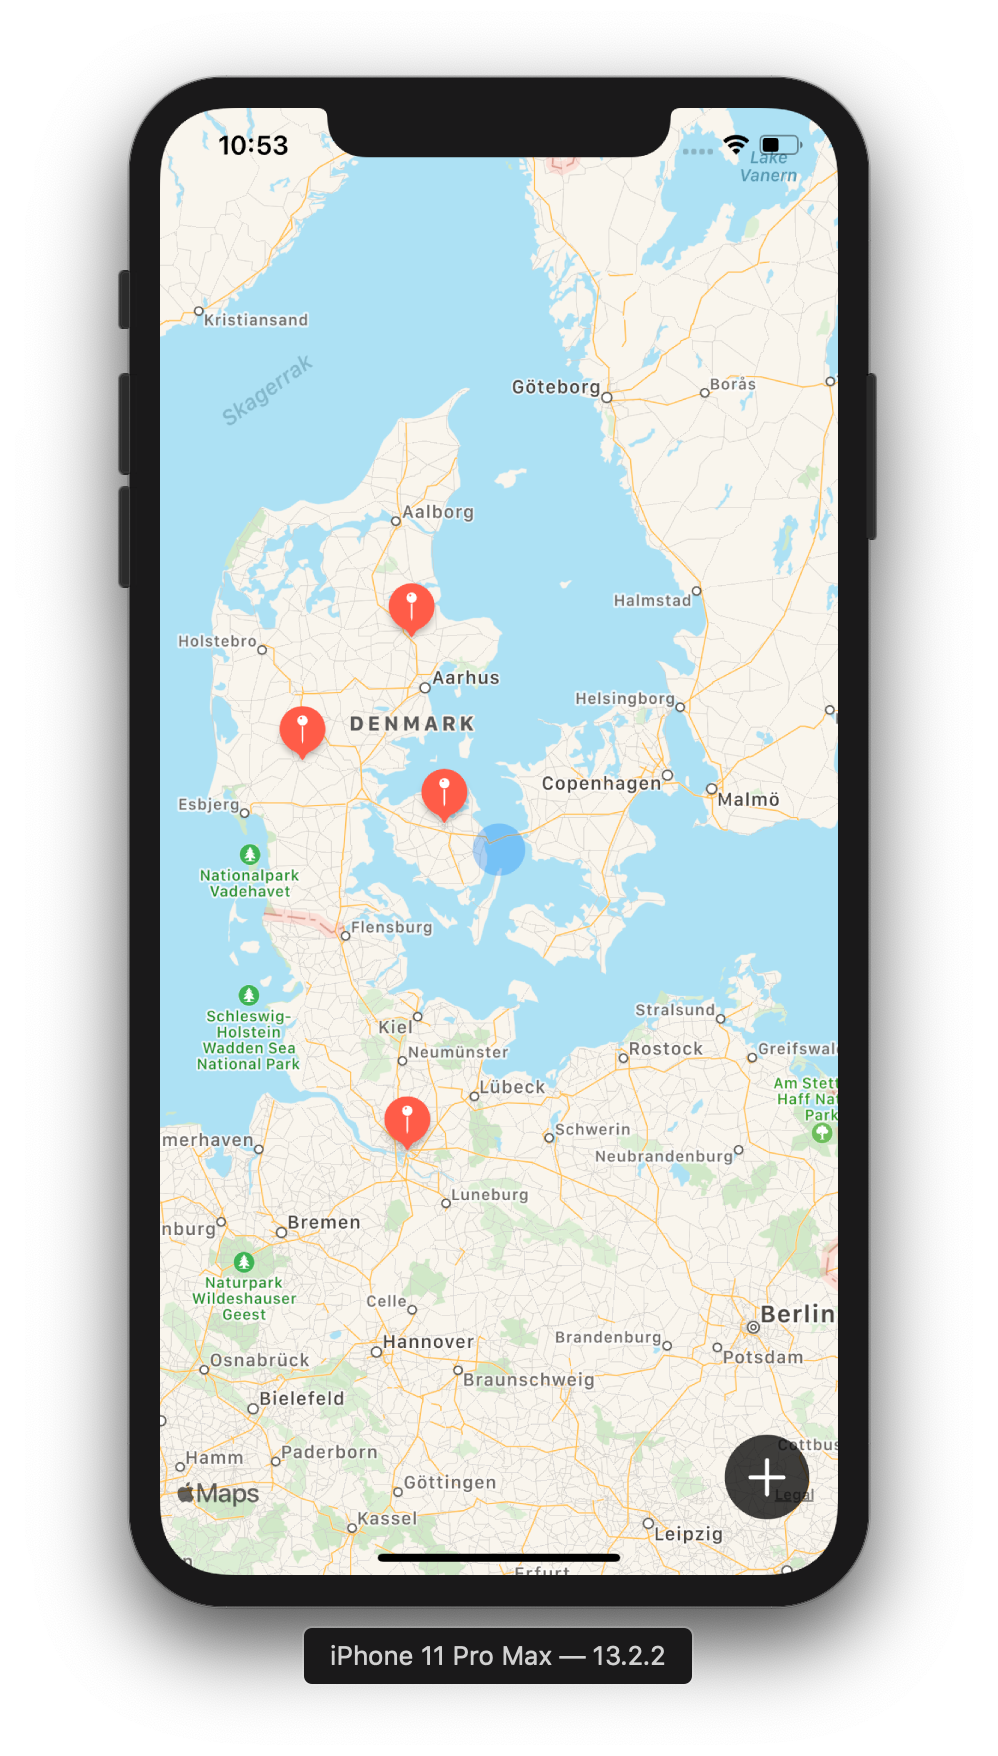 10:53
Lake
Vanern
Kristiansand
Skagerrak
Göteborg
Borås
Aalborg
Halmstad
Holstebro
Aarhus
Helsingborg
DENMARK
Copenhagen
Malmö
Esbjerg
Nationalpark
Vadehavet
Flensburg
Schleswig-
Holstein
Wadden Sea
National Park
Kiel
Stralsund
Neumünster
Rostock
Greifswal
Lübeck
Am Stett
Haff Nat
Park
merhaven
Schwerin
Neubrandenburg
Luneburg
nburg
Bremen
Naturpark
Wildeshauser
Geest
Celle
Berlin
Hannover
Brandenburg
Potsdam
Osnabrück
Braunschweig
Bielefeld
Paderborn
Cottbus
Hamm
Göttingen
Maps
Legal
Kassel
Leipzig
Erfurt
iPhone 11 Pro Max — 13.2.2